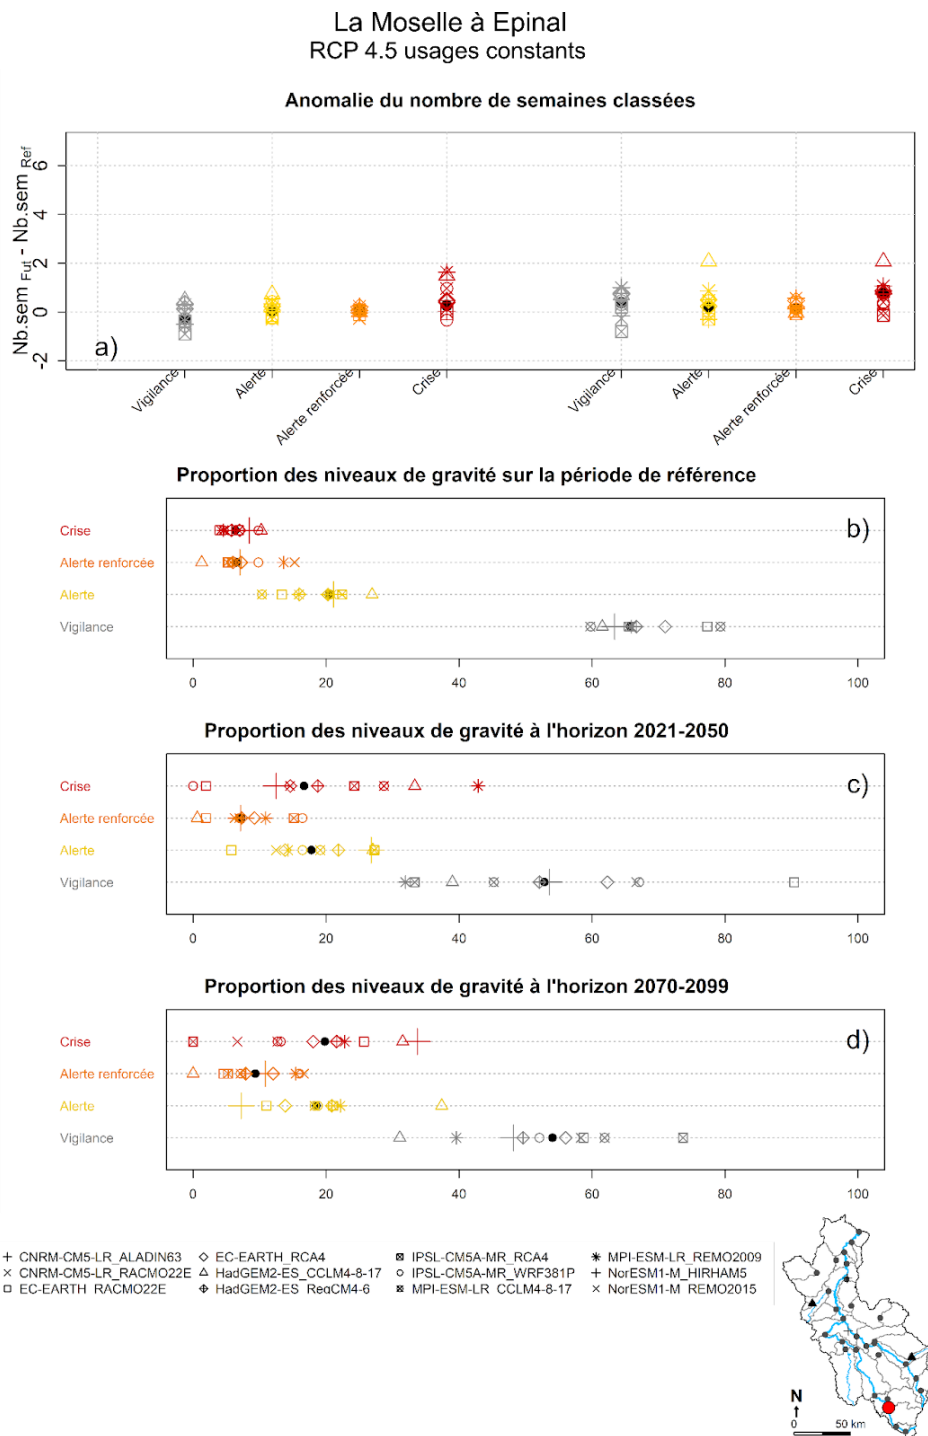 La Moselle à Epinal
RCP 4.5 usages constants
Anomalie du nombre de semaines classées
Nb.sem Fut - Nb.sem Ref
6
4
2
0
-2
a)
Vigilance
Alerte
Alerte renforcée
Crise
Vigilance
Alerte
Alerte renforcée
Crise
Proportion des niveaux de gravité sur la période de référence
b)
Crise
Alerte renforcée
Alerte
Vigilance
0 20 40 60 80 100
Proportion des niveaux de gravité à l'horizon 2021-2050
c)
Crise
Alerte renforcée
Alerte
Vigilance
0 20 40 60 80 100
Proportion des niveaux de gravité à l'horizon 2070-2099
d)
Crise
Alerte renforcée
Alerte
Vigilance
0 20 40 60 80 100
CNRM-CM5-LR_ALADIN63 EC-EARTH_RCA4 IPSL-CM5A-MR_RCA4 MPI-ESM-LR_REMO2009
CNRM-CM5-LR_RACMO22E HadGEM2-ES_CCLM4-8-17 IPSL-CM5A-MR_WRF381P NorESM1-M_HIRHAM5
EC-EARTH_RACMO22E HadGEM2-ES_RegCM4-6 MPI-ESM-LR_CCLM4-8-17 NorESM1-M_REMO2015
N
0 50 km